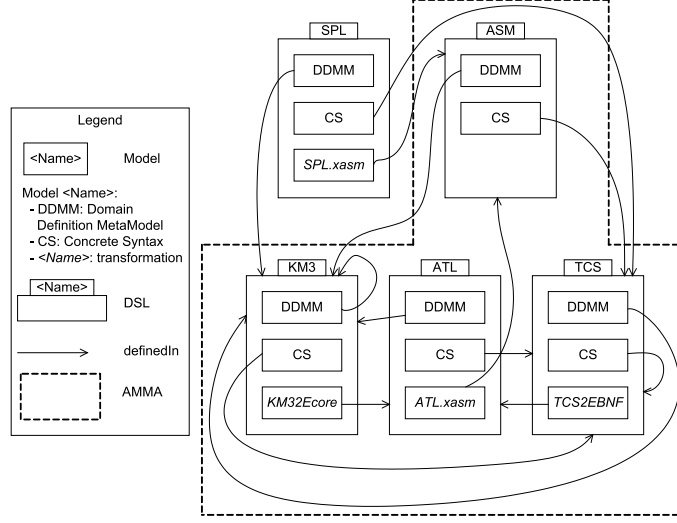 SPL
DDMM
CS
SPL.xasm
ASM
DDMM
CS
Legend
<Name>
Model
Model <Name>:
- DDMM: Domain
Definition MetaModel
- CS: Concrete Syntax
- <Name>: transformation
<Name>
DSL
definedIn
AMMA
KM3
DDMM
CS
KM32Ecore
ATL
DDMM
CS
ATL.xasm
TCS
DDMM
CS
TCS2EBNF